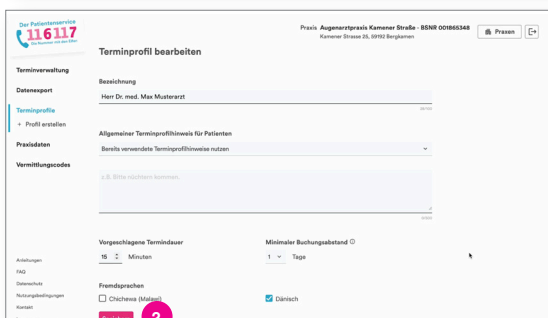 Der Patientenservice
116117
Die Nummer mit den Elfen
Praxis Augenarztpraxis Kamener Straße - BSNR 001865348
Kamener Strasse 25, 59192 Bergkamen
Praxen
Terminprofil bearbeiten
Terminverwaltung
Datenexport
Terminprofile
+ Profil erstellen
Praxisdaten
Vermittlungscodes
Bezeichnung
Herr Dr. med. Max Musterarzt
Allgemeiner Terminprofilhinweis für Patienten
Bereits verwendete Terminprofilhinweise nutzen
z.B. Bitte nüchtern kommen.
Vorgeschlagene Termindauer
15 Minuten
Minimaler Buchungsabstand
1 Tage
Fremdsprachen
Chichewa (Malawi)
Dänisch
Anleitungen
FAQ
Datenschutz
Nutzungsbedingungen
Kontakt